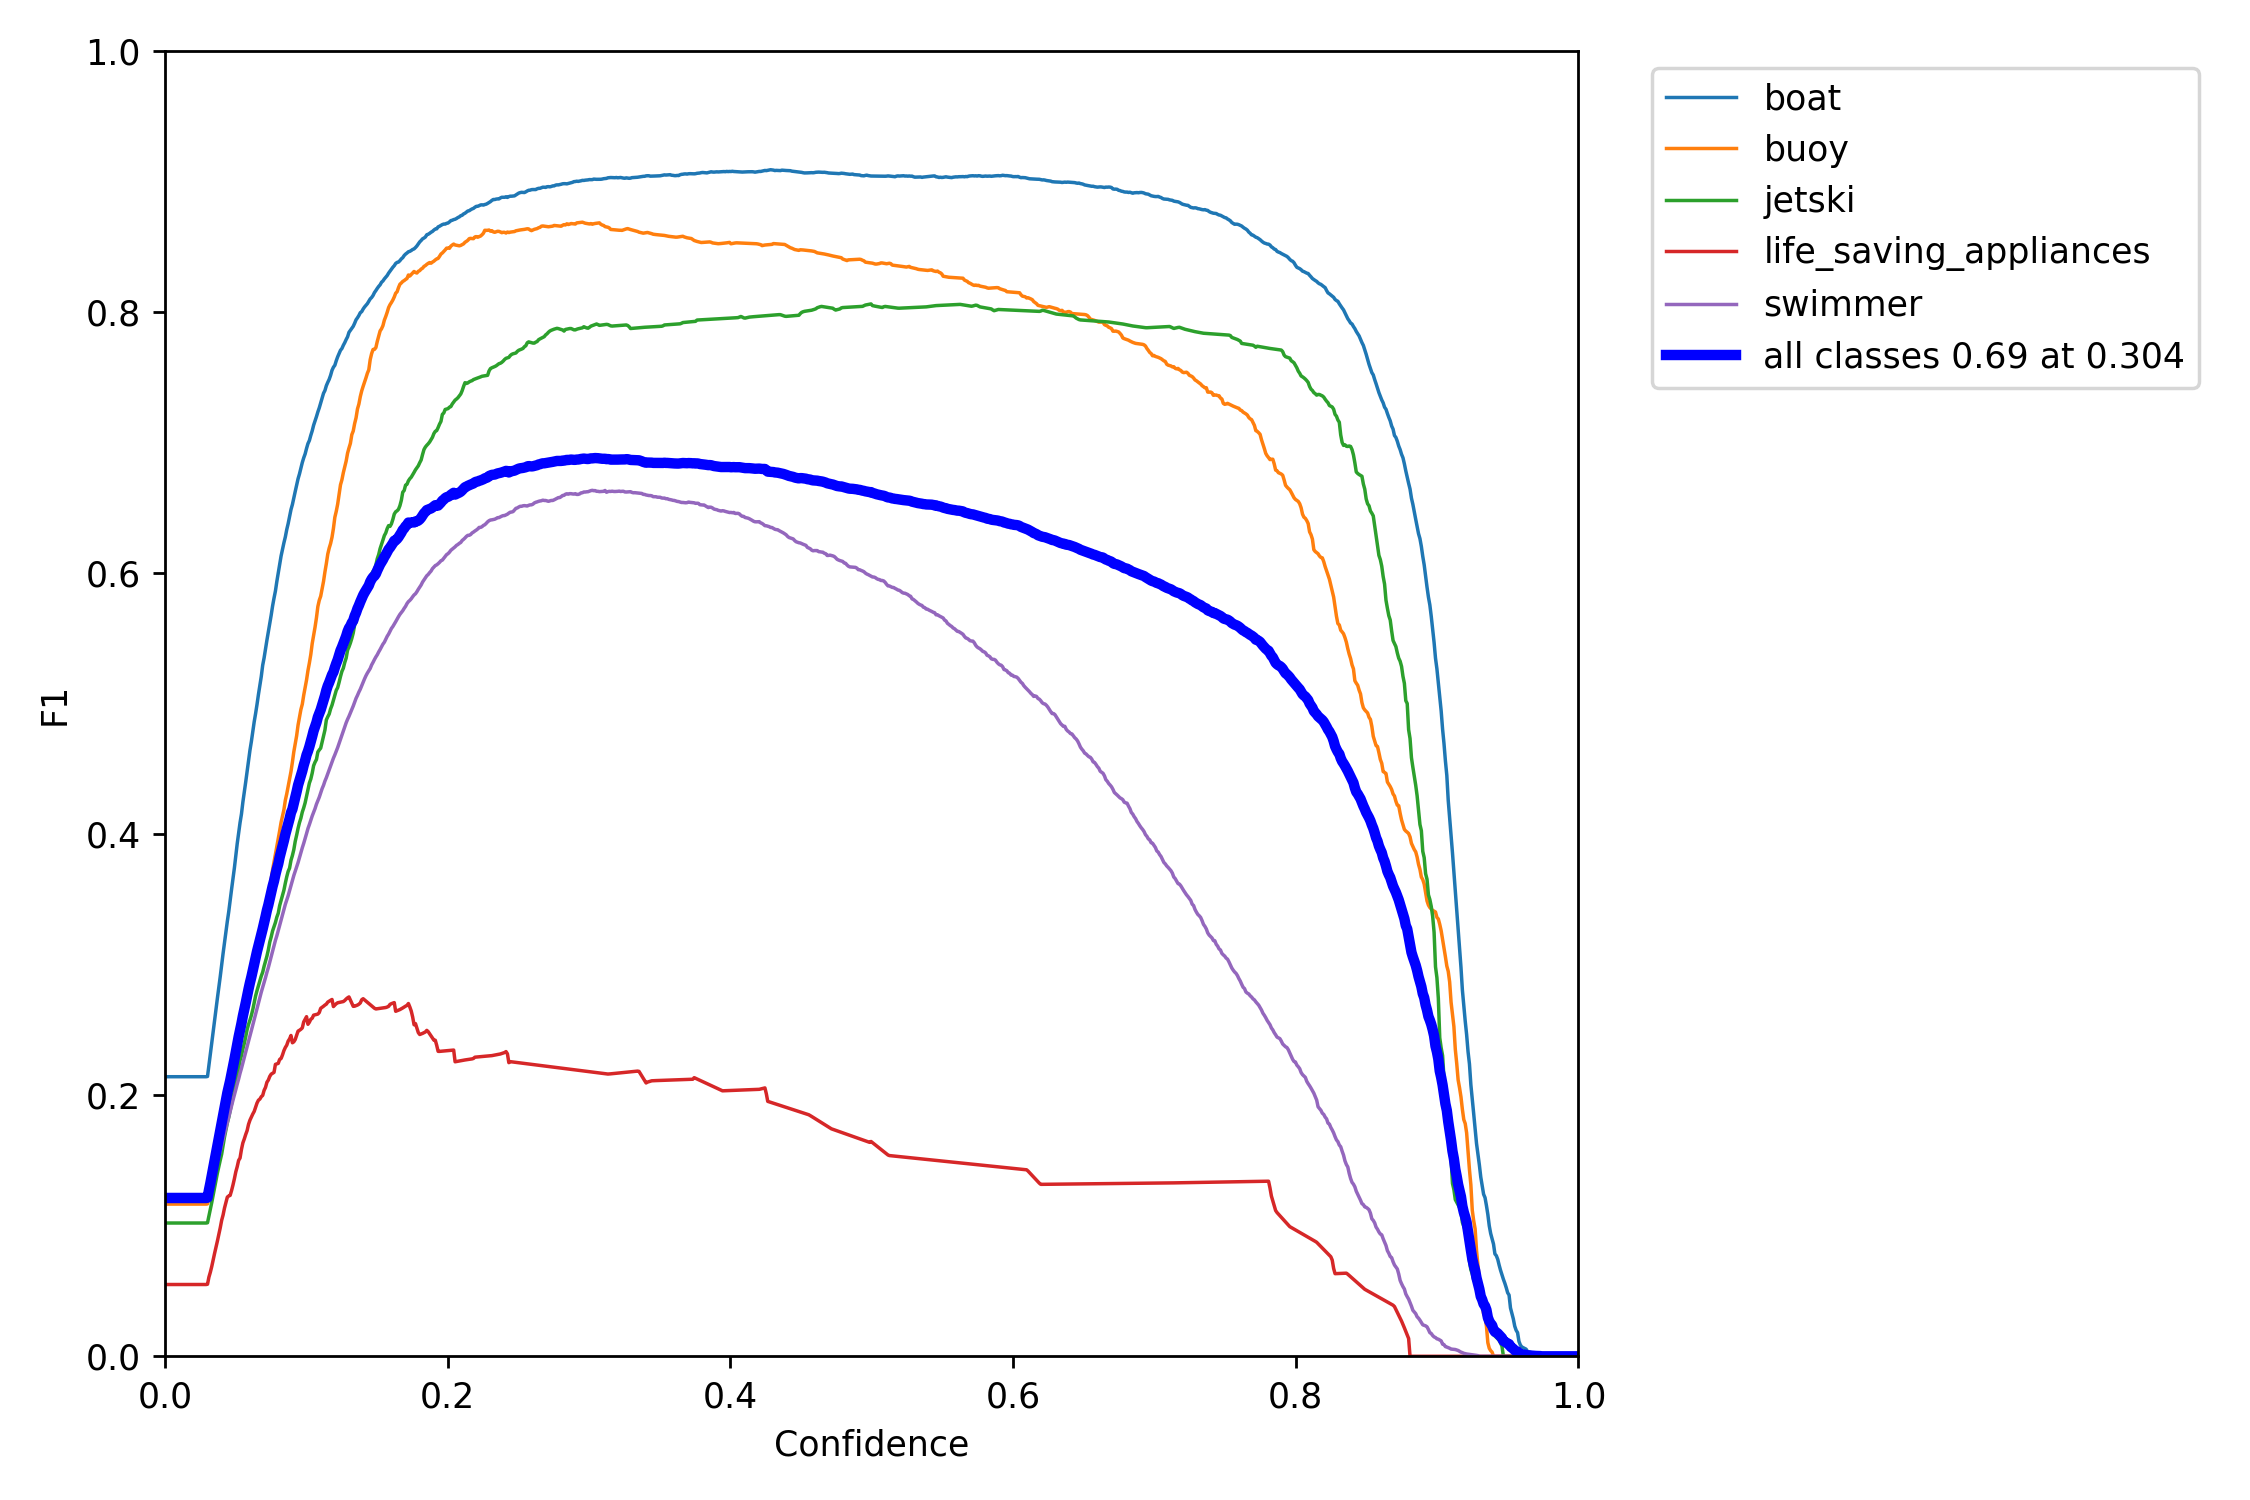 1.0
0.8
0.6
0.4
0.2
0.0
F1
0.0 0.2 0.4 0.6 0.8 1.0
Confidence
boat
buoy
jetski
life_saving_appliances
swimmer
all classes 0.69 at 0.304